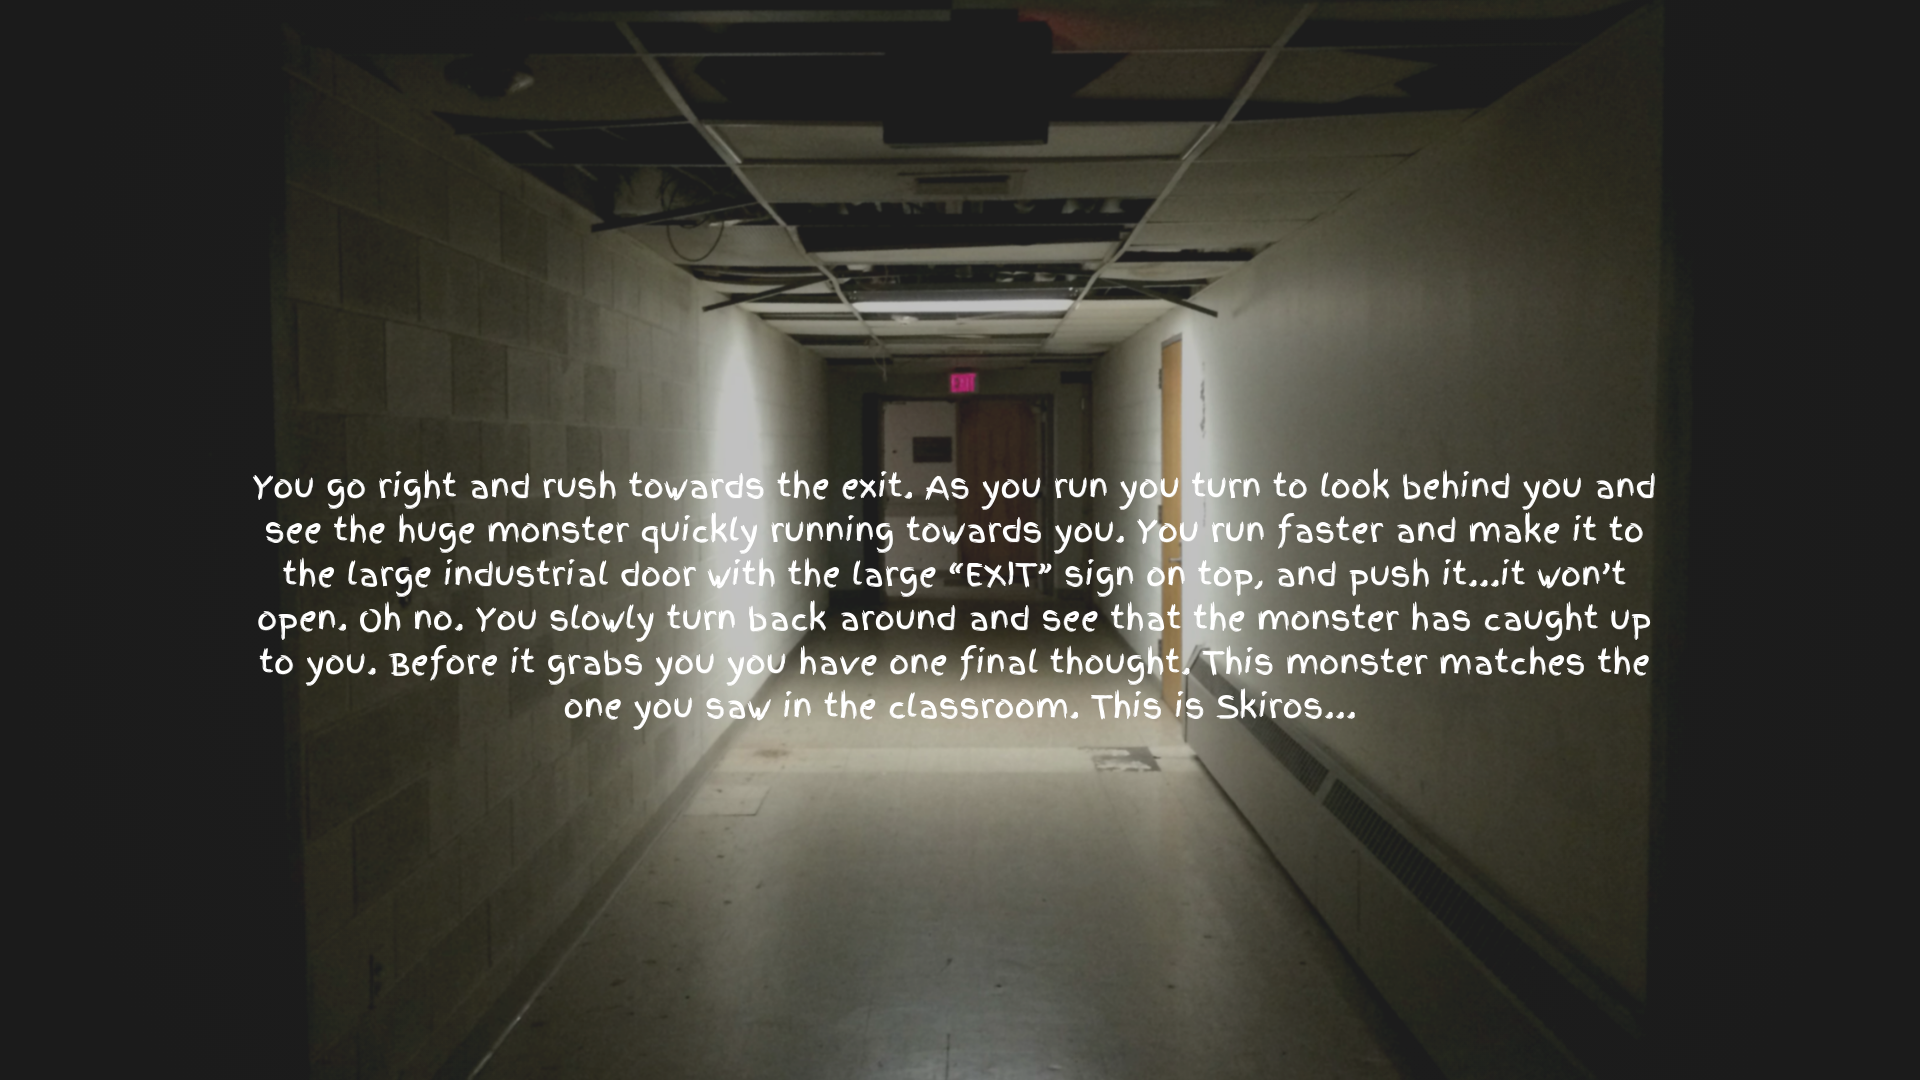 EXIT
You go right and rush towards the exit. As you run you turn to look behind you and
see the huge monster quickly running towards you. You run faster and make it to
the large industrial door with the large “EXIT” sign on top, and push it...it won’t
open. Oh no. You slowly turn back around and see that the monster has caught up
to you. Before it grabs you you have one final thought. This monster matches the
one you saw in the classroom. This is Skiros...